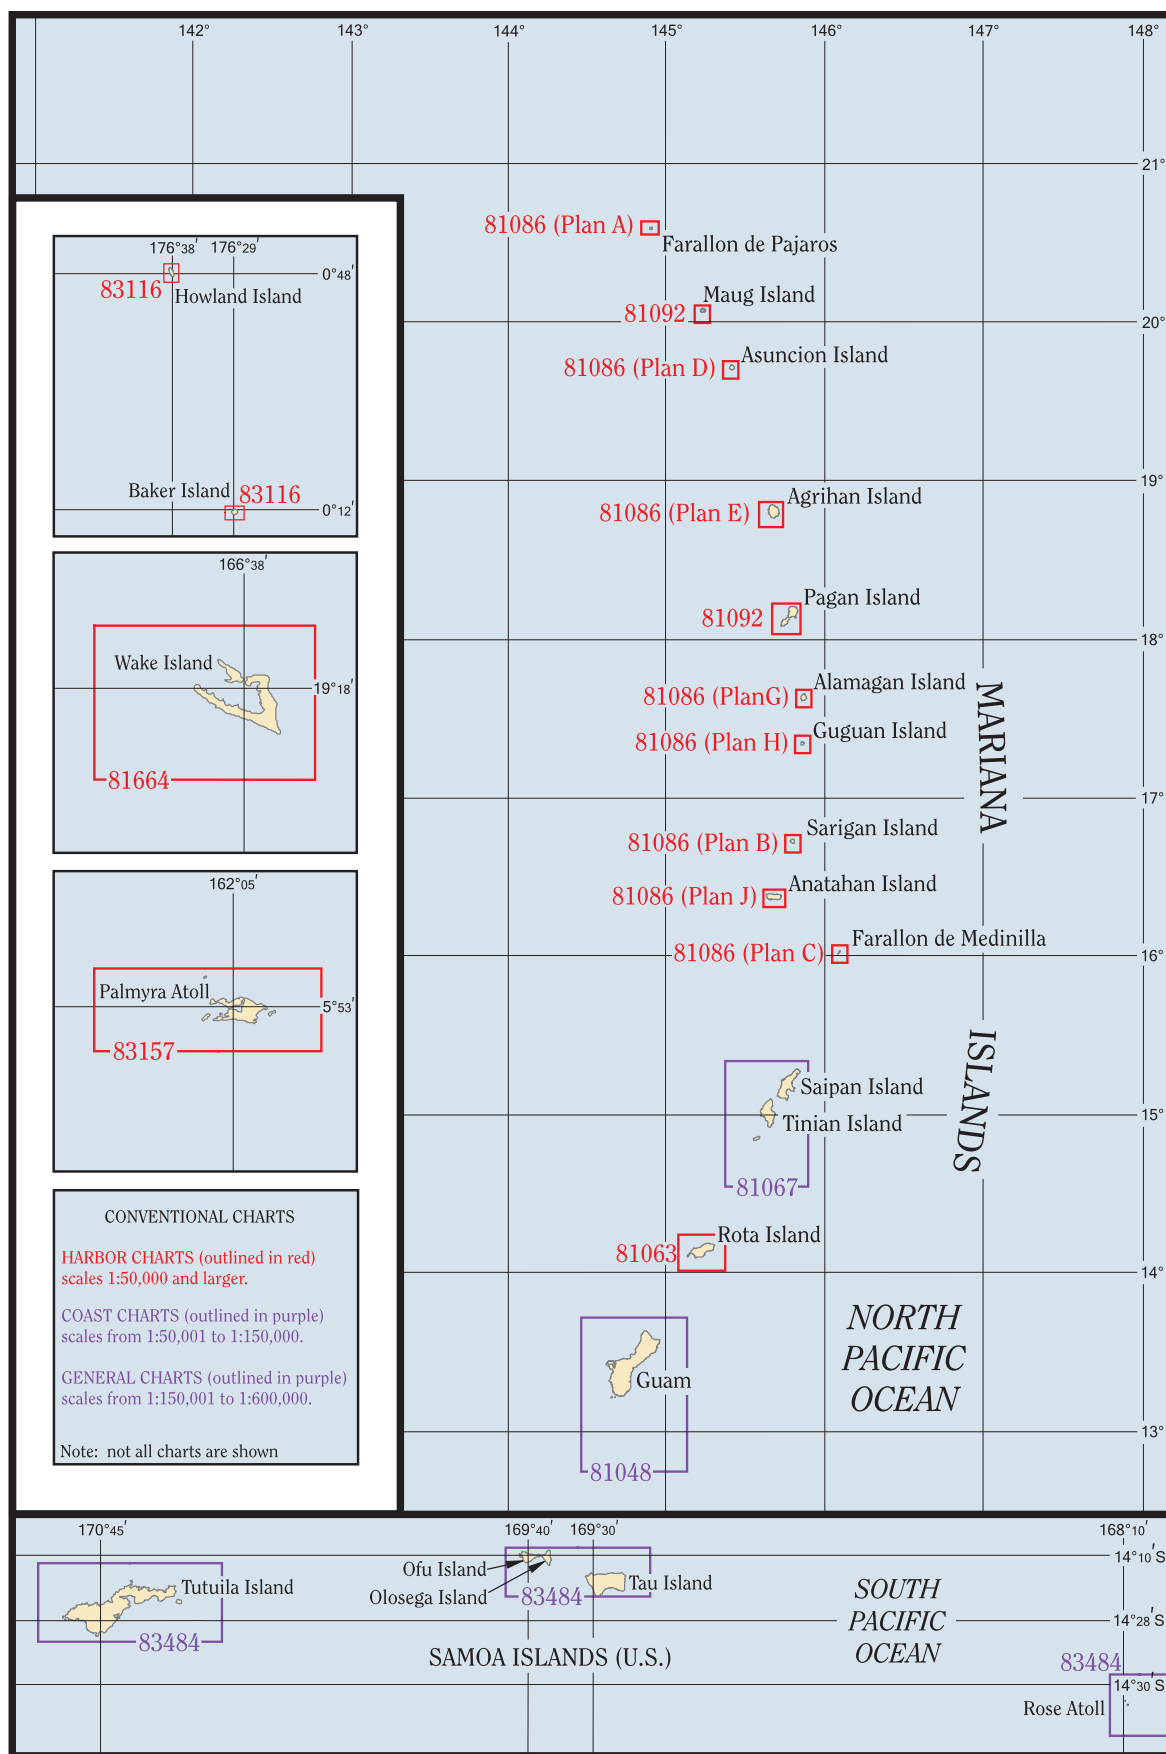 142° 143° 144° 145° 146° 147° 148°
21°
81086 (Plan A)
Farallon de Pajaros
Maug Island
81092
20°
Asuncion Island
81086 (Plan D)
19°
Agrihan Island
81086 (Plan E)
Pagan Island
81092
18°
Alamagan Island
81086 (PlanG)
Guguan Island
81086 (Plan H)
17°
Sarigan Island
81086 (Plan B)
Anatahan Island
81086 (Plan J)
Farallon de Medinilla
81086 (Plan C)
16°
MARIANA
ISLANDS
Saipan Island
15°
Tinian Island
81067
Rota Island
81063
14°
NORTH
PACIFIC
OCEAN
Guam
13°
81048
176°38′ 176°29′
0°48′
83116
Howland Island
Baker Island
83116
0°12′
166°38′
Wake Island
19°18′
81664
162°05′
Palmyra Atoll
5°53′
83157
CONVENTIONAL CHARTS
HARBOR CHARTS (outlined in red)
scales 1:50,000 and larger.
COAST CHARTS (outlined in purple)
scales from 1:50,001 to 1:150,000.
GENERAL CHARTS (outlined in purple)
scales from 1:150,001 to 1:600,000.
Note: not all charts are shown
170°45′ 169°40′ 169°30′ 168°10′
14°10′ S
Ofu Island
Olosega Island
Tau Island
83484
Tutuila Island
83484
SOUTH
PACIFIC
OCEAN
14°28′ S
SAMOA ISLANDS (U.S.)
83484
14°30′ S
Rose Atoll